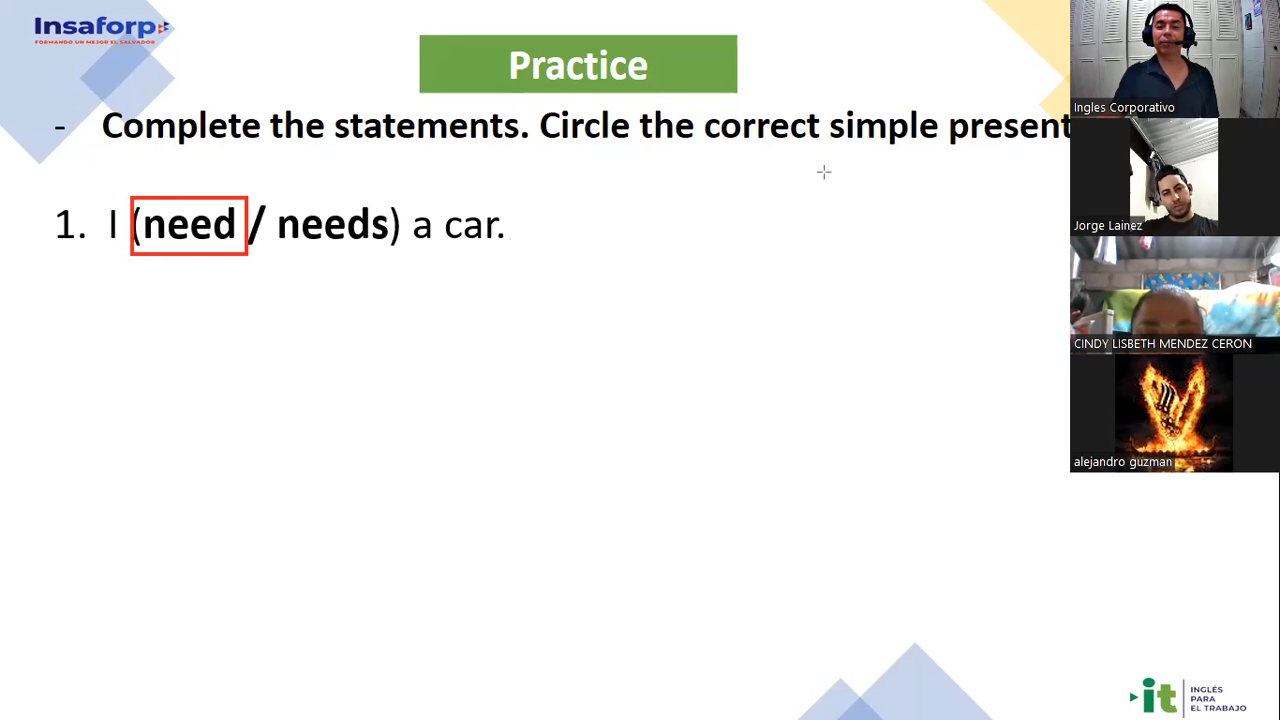 Insaforp
FORMANDO UN MEJOR EL SALVADOR
Practice
- Complete the statements. Circle the correct simple present
1. I (need / needs) a car.
Ingles Corporativo
Jorge Lainez
CINDY LISBETH MENDEZ CERON
alejandro guzman
it
INGLÉS
PARA
EL TRABAJO